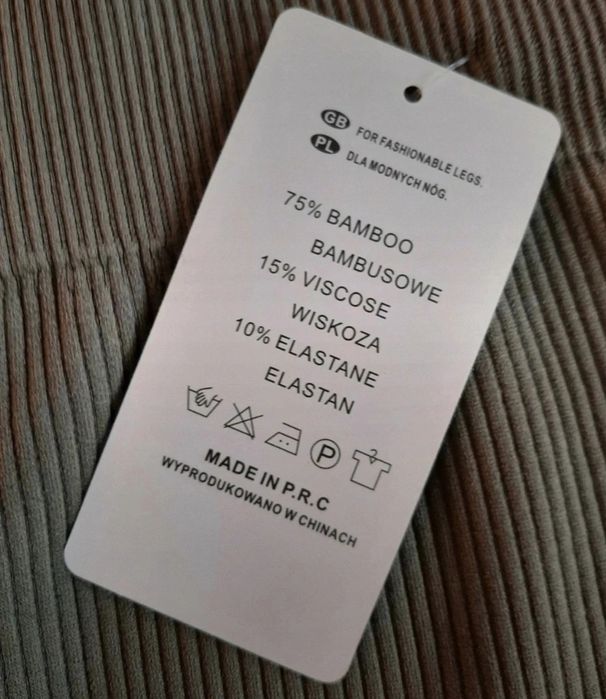 GB FOR FASHIONABLE LEGS.
PL DLA MODNYCH NÓG.
75% BAMBOO
BAMBUSOWE
15% VISCOSE
WISKOZA
10% ELASTANE
ELASTAN
P
MADE IN P.R.C
WYPRODUKOWANO W CHINACH